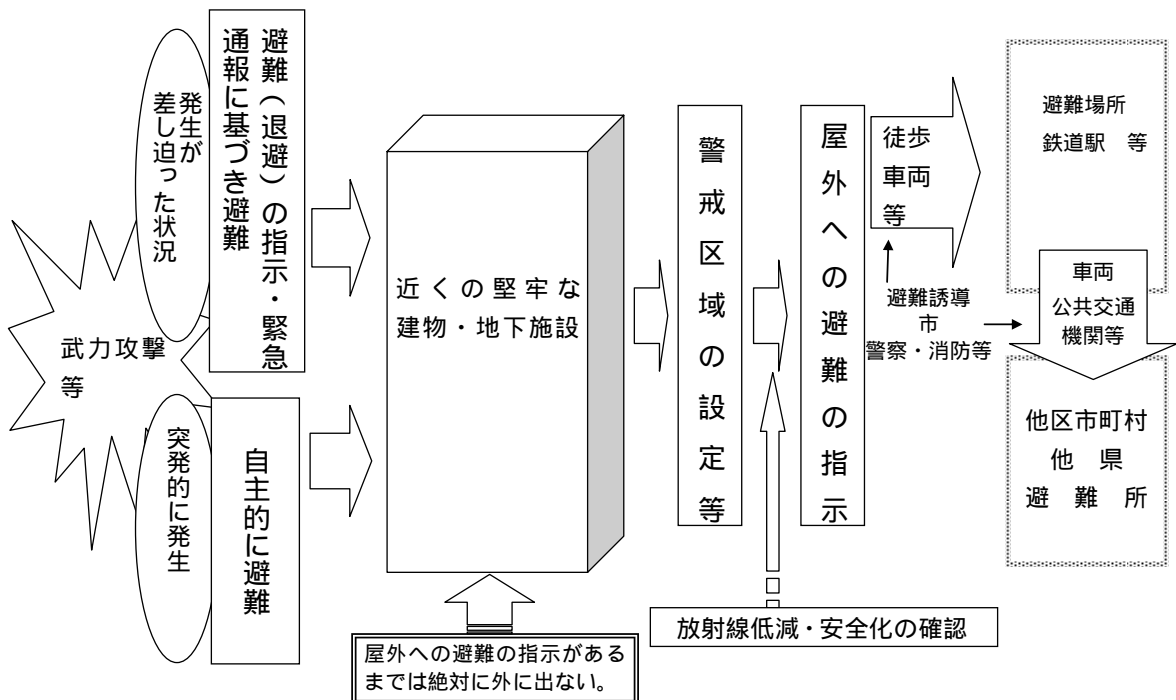 武力攻撃
等
発生が
差し迫った状況
突発的に発生
避難(退避)の指示・緊急
通報に基づき避難
自主的に避難
近くの堅牢な
建物・地下施設
屋外への避難の指示がある
までは絶対に外に出ない。
警戒区域の設定等
放射線低減・安全化の確認
屋外への避難の指示
徒歩
車両
等
避難誘導
市
警察・消防等
避難場所
鉄道駅 等
車両
公共交通
機関等
他区市町村
他 県
避 難 所